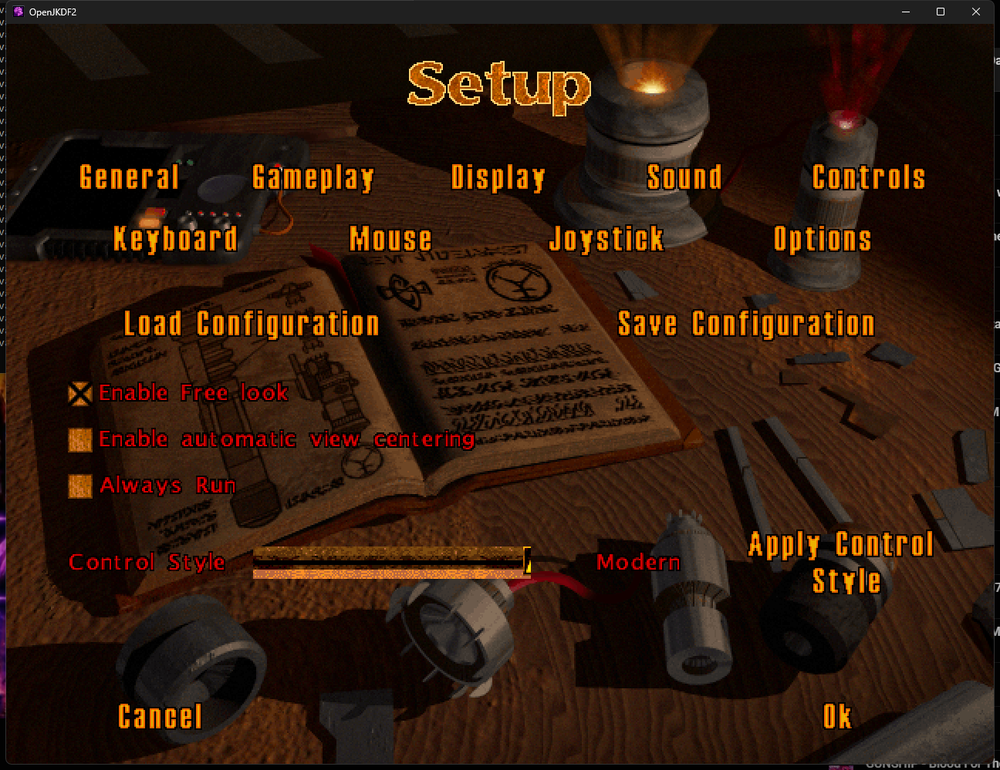 OpenJKDF2
Setup
General Gameplay Display Sound Controls
Keyboard Mouse Joystick Options
Load Configuration Save Configuration
Enable Free look
Enable automatic view centering
Always Run
Control Style Modern
Apply Control
Style
Cancel Ok